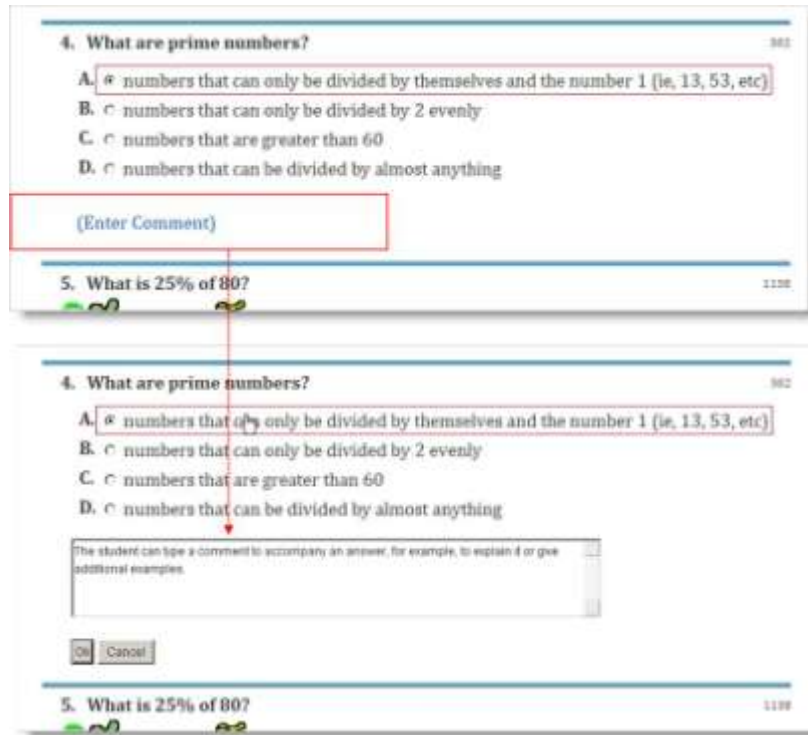 4. What are prime numbers?
A. numbers that can only be divided by themselves and the number 1 (ie, 13, 53, etc)
B. numbers that can only be divided by 2 evenly
C. numbers that are greater than 60
D. numbers that can be divided by almost anything
(Enter Comment)
5. What is 25% of 80?
4. What are prime numbers?
A. numbers that only be divided by themselves and the number 1 (ie, 13, 53, etc)
B. numbers that can only be divided by 2 evenly
C. numbers that are greater than 60
D. numbers that can be divided by almost anything
The student can type a comment to accompany an answer, for example, to explain it or give
additional examples.
Ok Cancel
5. What is 25% of 80?